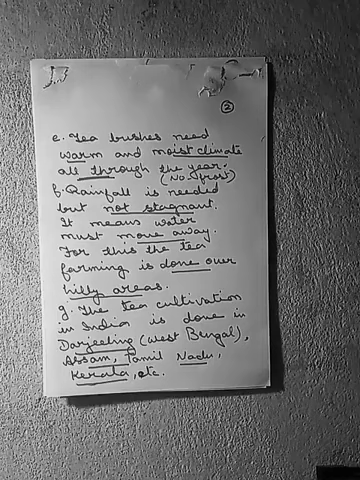 2
e. Tea bushes need
warm and moist climate
all through the year.
(No frost)
f. Rainfall is needed
but not stagnant.
It means water
must move away.
For this the tea
farming is done our
hilly areas.
g. The tea cultivation
in India is done in
Darjeeling (West Bengal),
Assam, Tamil Nadu,
Kerala, etc.